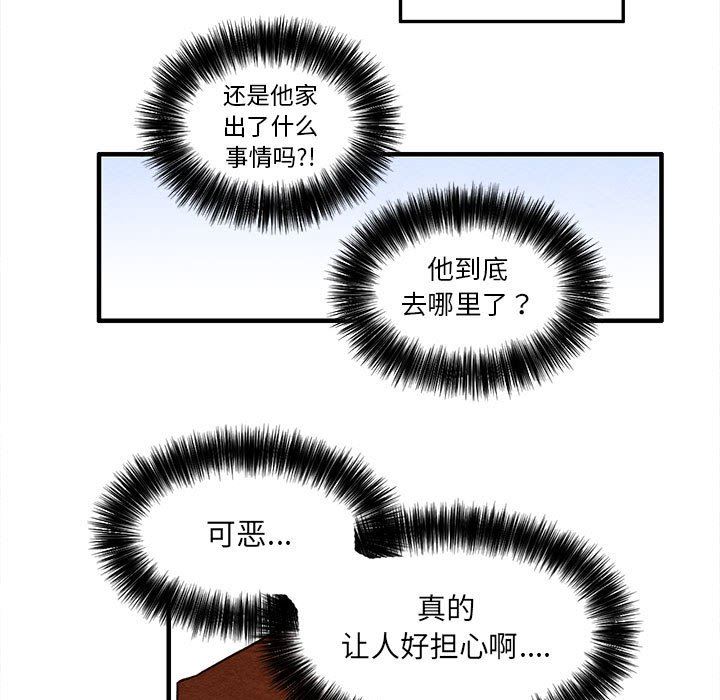 还是他家
出了什么
事情吗?!
他到底
去哪里了？
可恶...
真的
让人好担心啊....